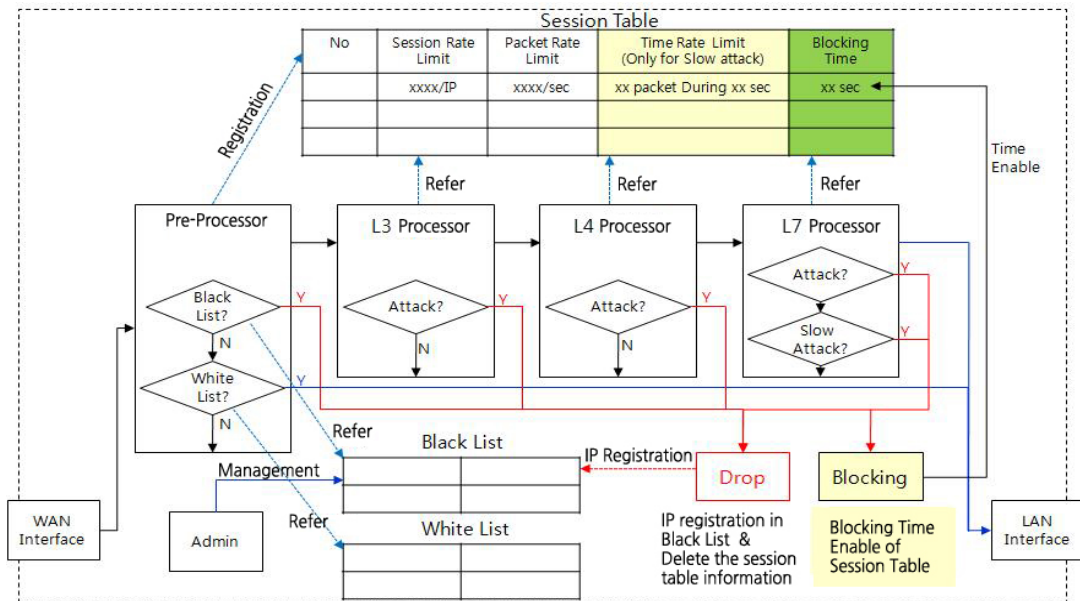 Session Table
No
Session Rate
Limit
Packet Rate
Limit
Time Rate Limit
(Only for Slow attack)
Blocking
Time
xxxx/IP
xxxx/sec
xx packet During xx sec
xx sec
Registration
Refer
Refer
Refer
Time
Enable
Pre-Processor
L3 Processor
L4 Processor
L7 Processor
Black
List?
Y
N
White
List?
Y
N
Attack?
Y
N
Attack?
Y
N
Attack?
Y
Slow
Attack?
Y
Refer
Black List
Management
IP Registration
Drop
Blocking
WAN
Interface
Admin
Refer
White List
IP registration in
Black List &
Delete the session
table information
Blocking Time
Enable of
Session Table
LAN
Interface